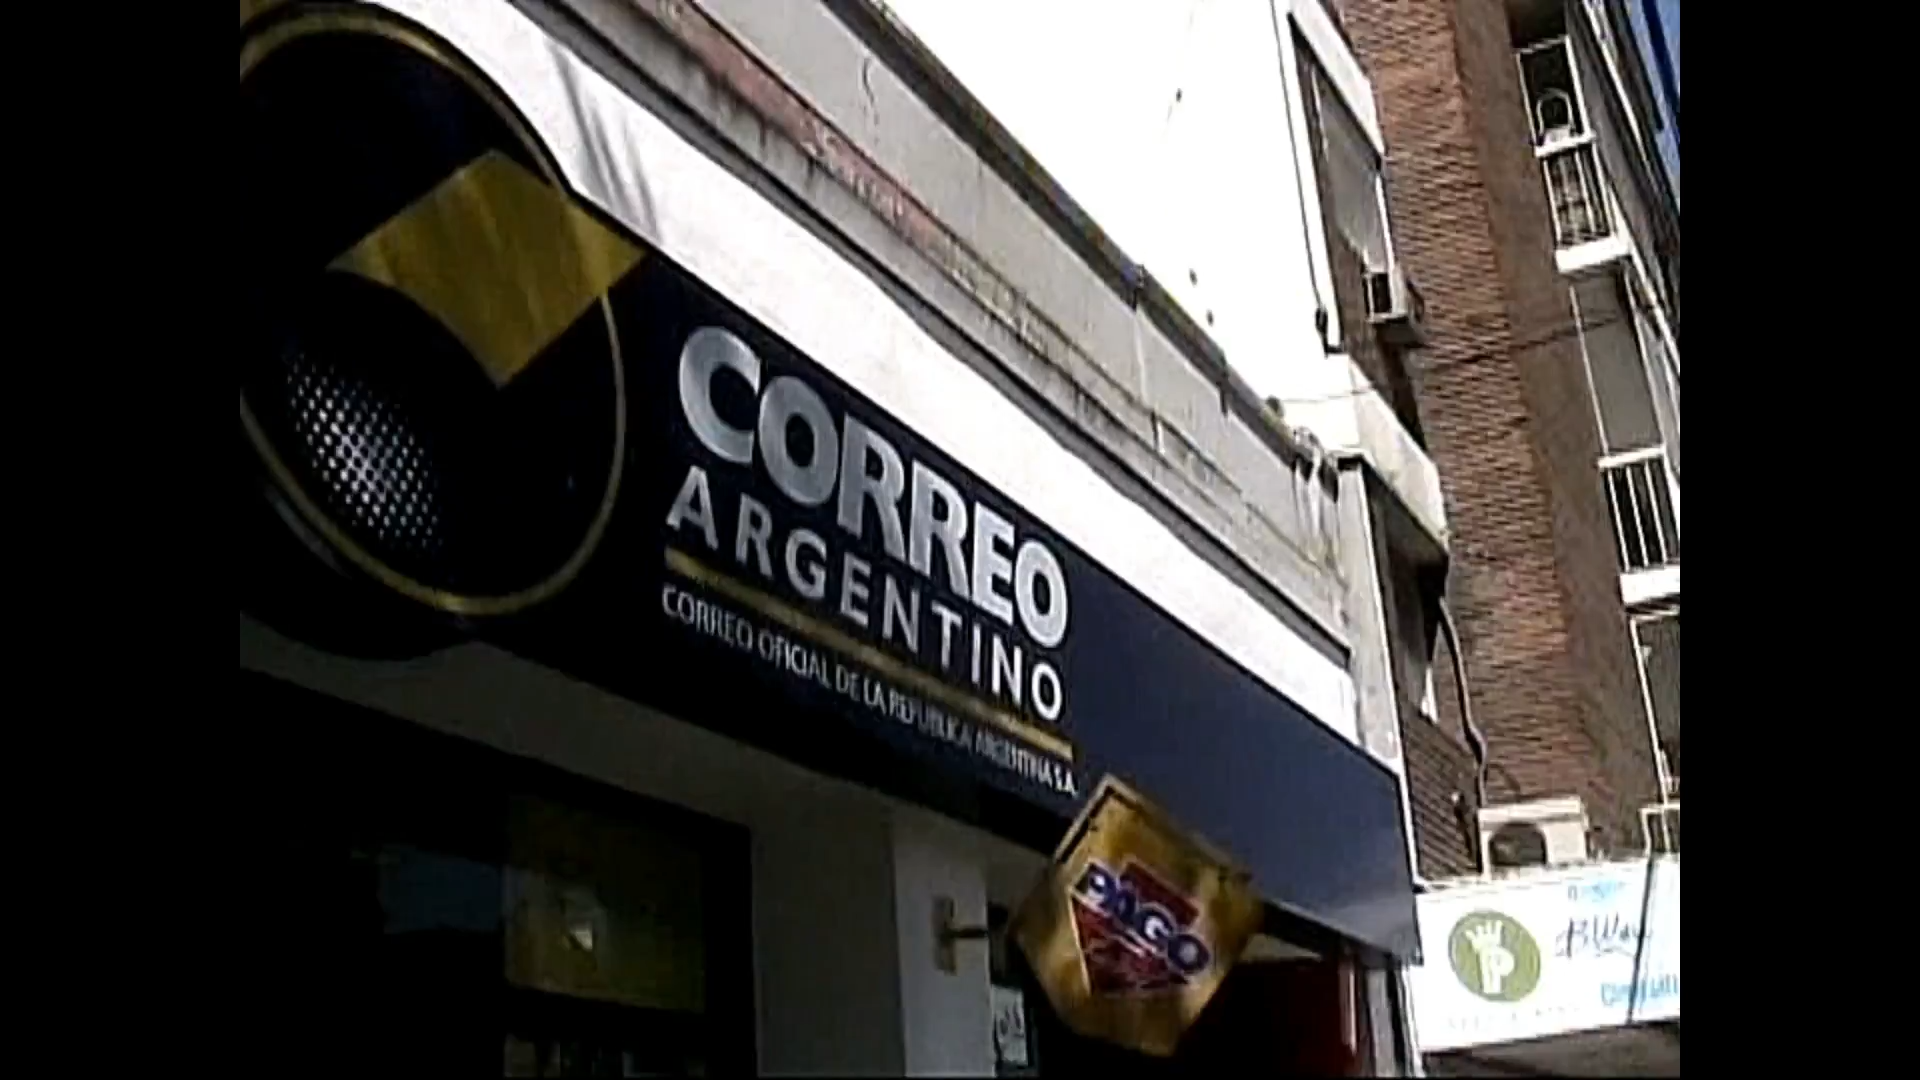 CORREO
ARGENTINO
CORREO OFICIAL DE LA REPUBLICA ARGENTINA S.A.
PAGO
P